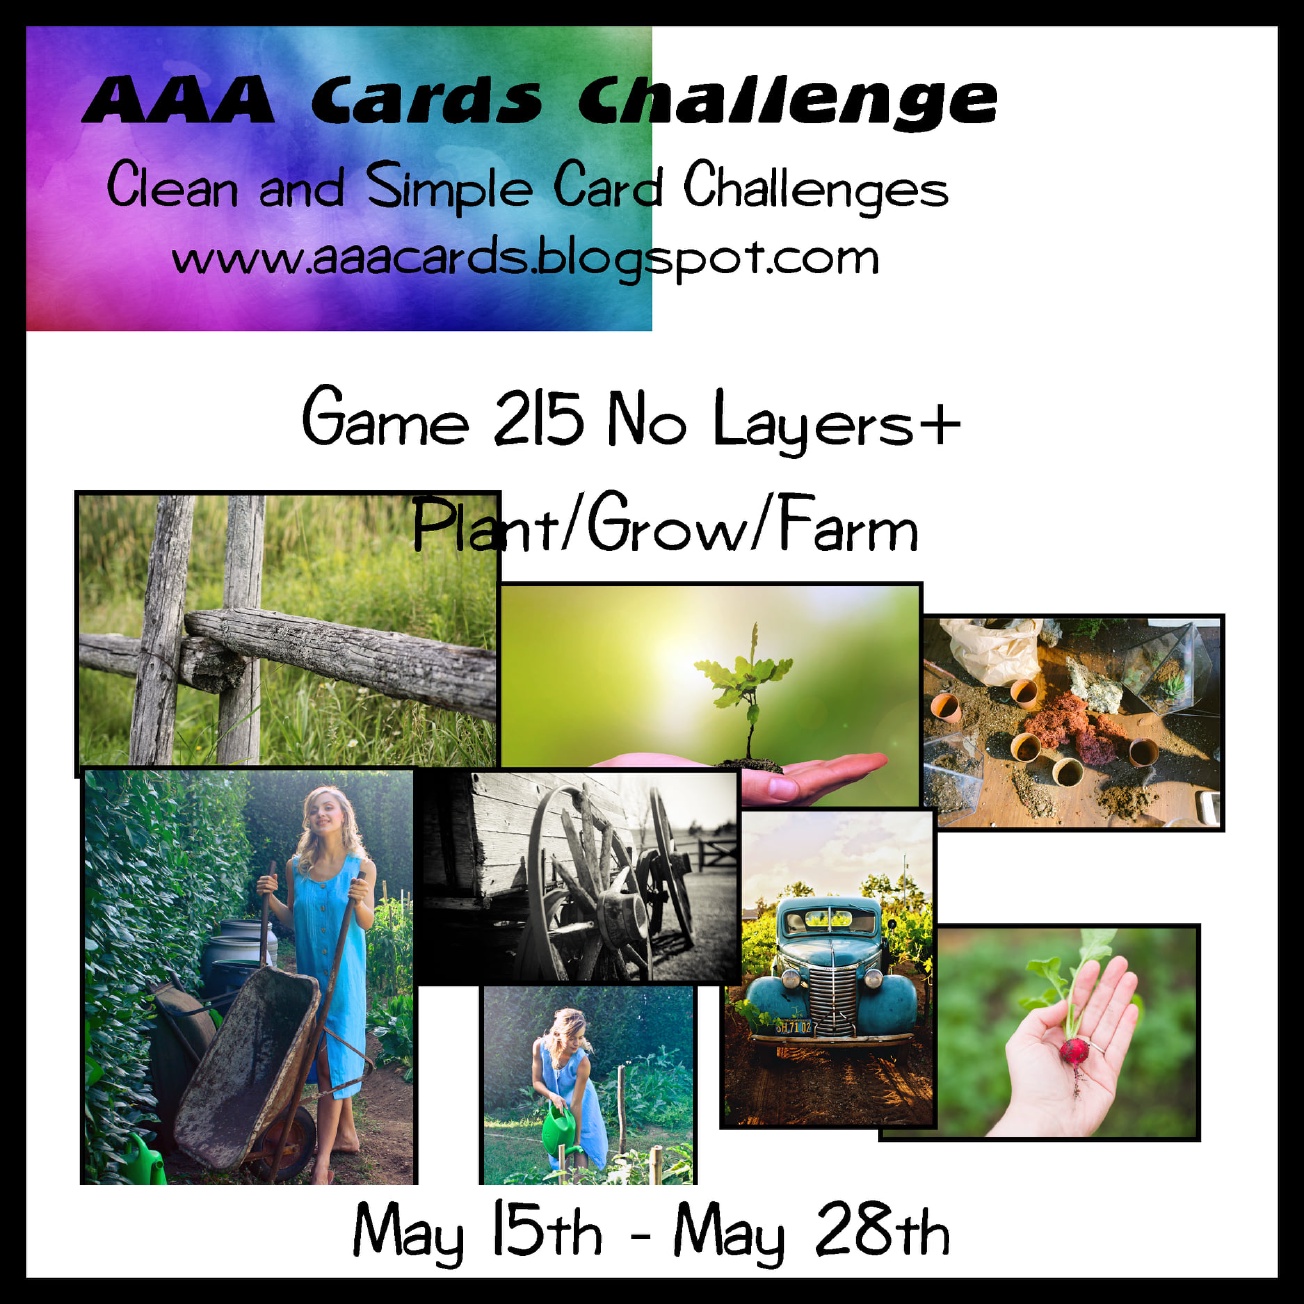 AAA Cards Challenge
Clean and Simple Card Challenges
www.aaacards.blogspot.com
Game 215 No Layers+
Plant/Grow/Farm
May 15th - May 28th